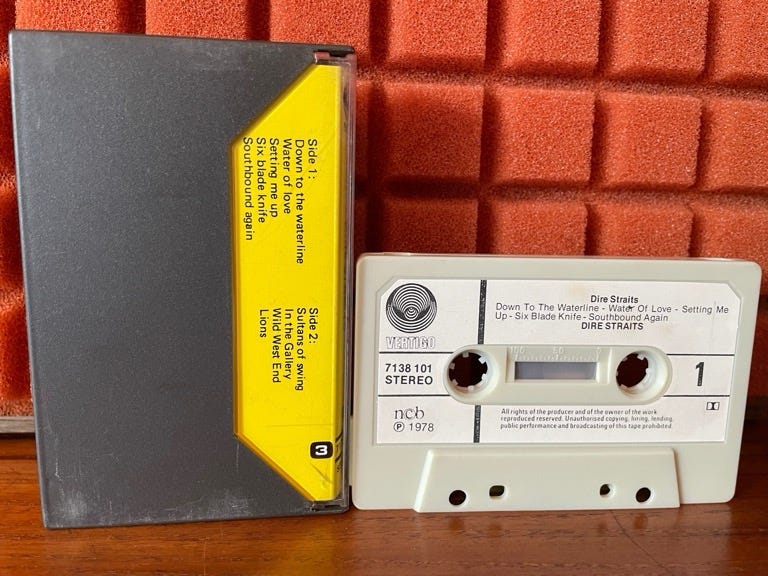 Side 1:
Down to the waterline
Water of love
Setting me up
Six blade knife
Southbound again
Side 2:
Sultans of swing
In the Gallery
Wild West End
Lions
3
VERTIGO
7138 101
STEREO
ncb
℗ 1978
Dire Straits
Down To The Waterline - Water Of Love - Setting Me
Up - Six Blade Knife - Southbound Again
DIRE STRAITS
100 50 0
1
All rights of the producer and of the owner of the work
reproduced reserved. Unauthorised copying, hiring, lending,
public performance and broadcasting of this tape prohibited.